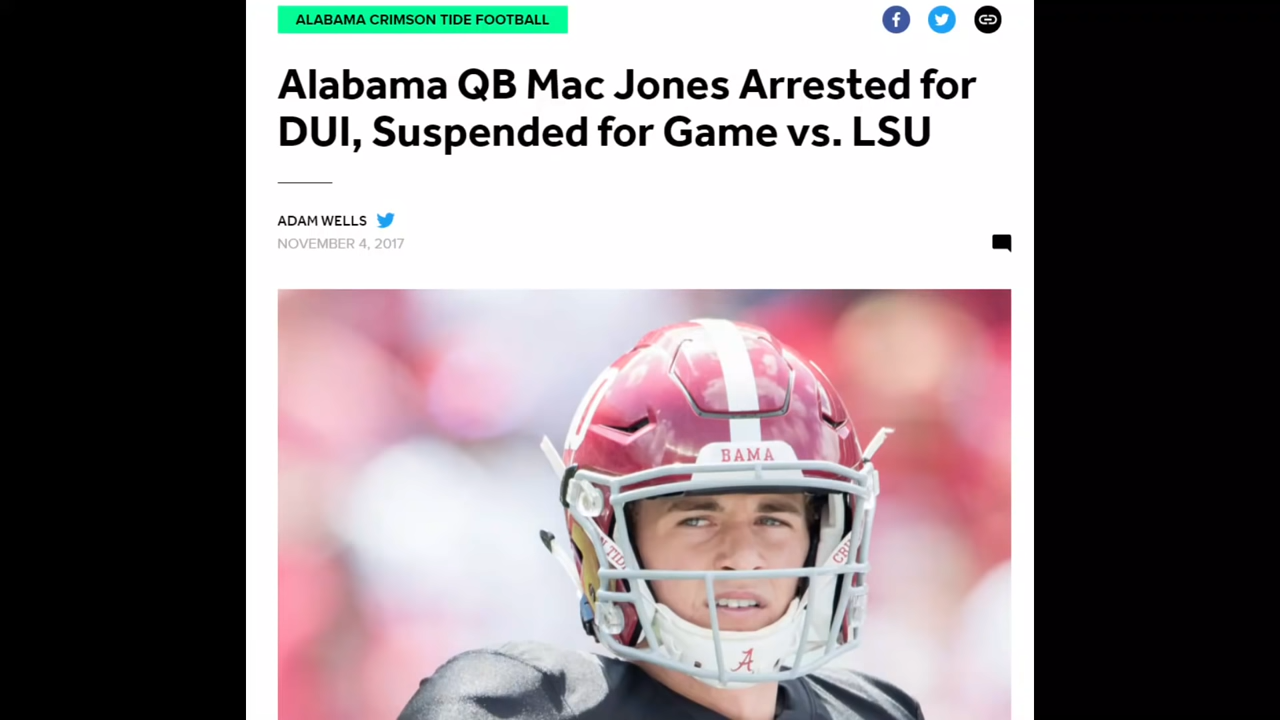 ALABAMA CRIMSON TIDE FOOTBALL
Alabama QB Mac Jones Arrested for
DUI, Suspended for Game vs. LSU
ADAM WELLS
NOVEMBER 4, 2017
BAMA
A